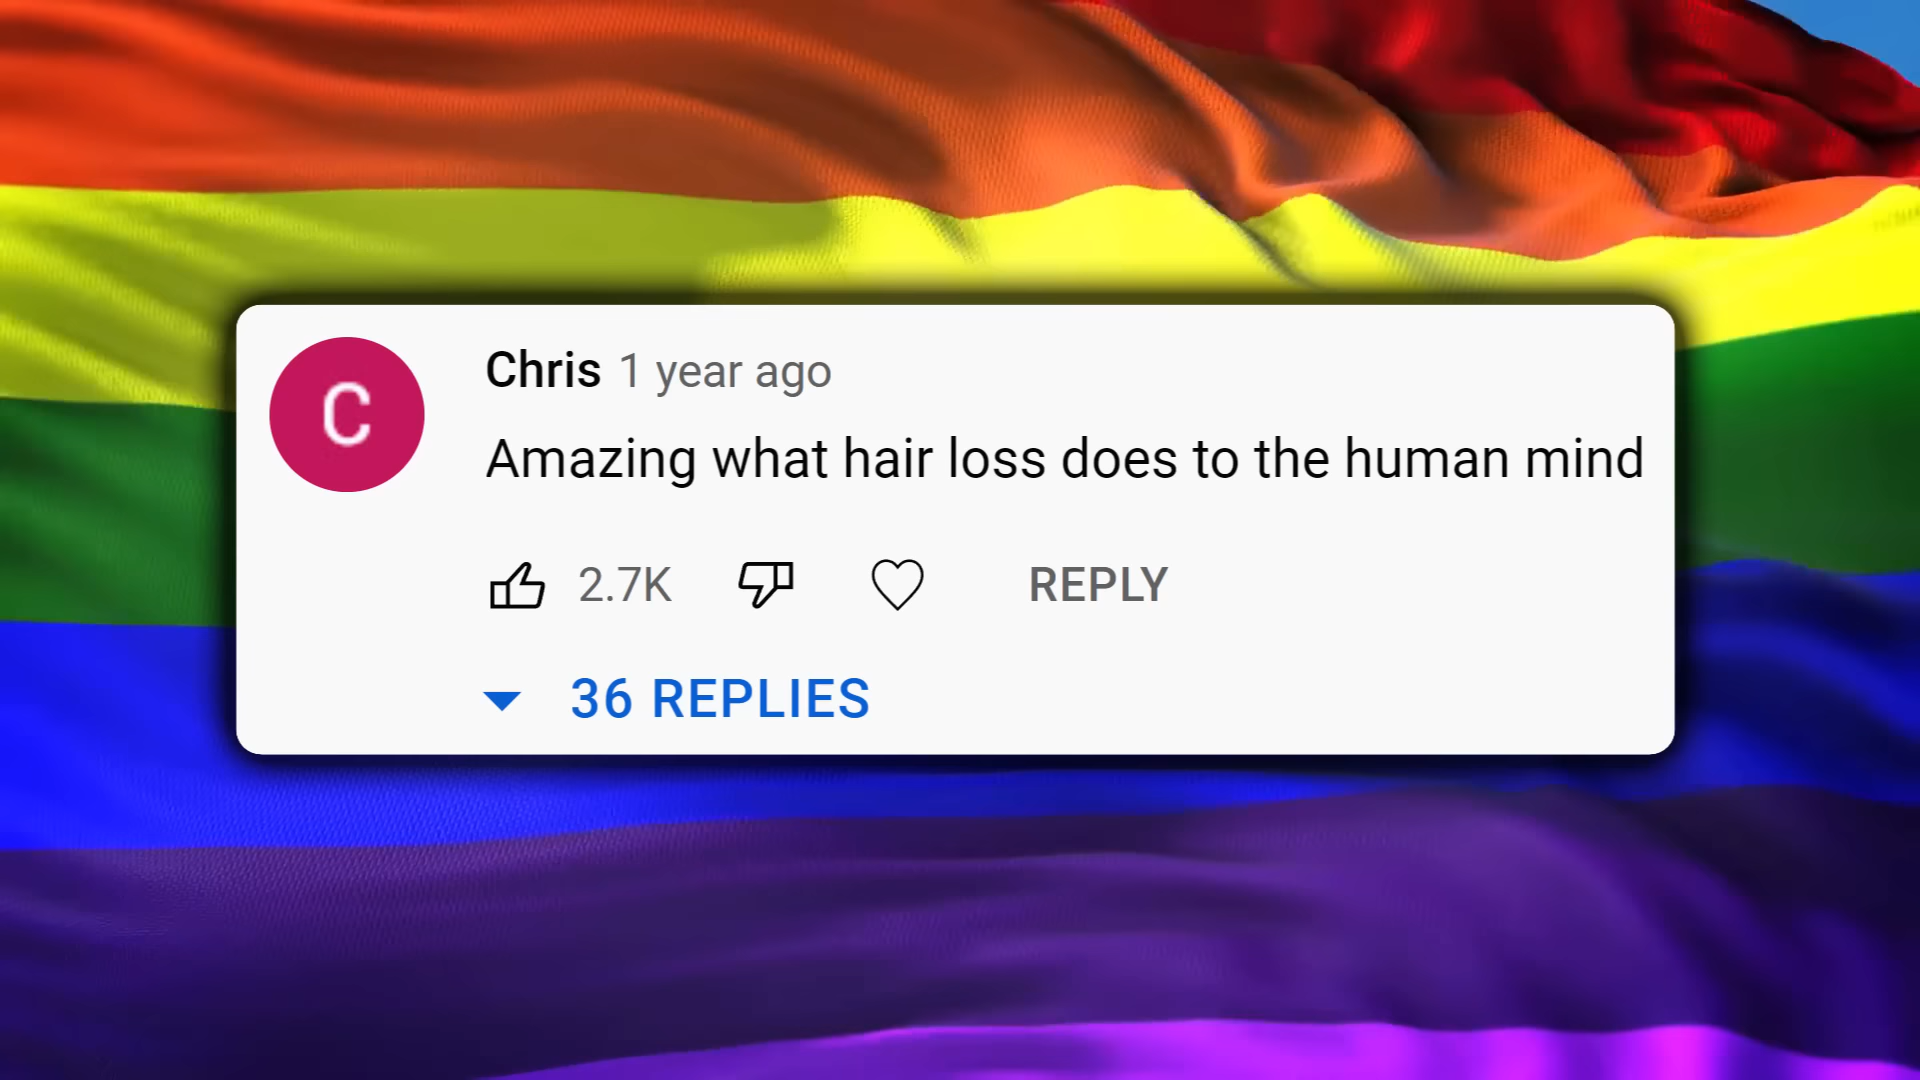 C
Chris 1 year ago
Amazing what hair loss does to the human mind
2.7K REPLY
36 REPLIES